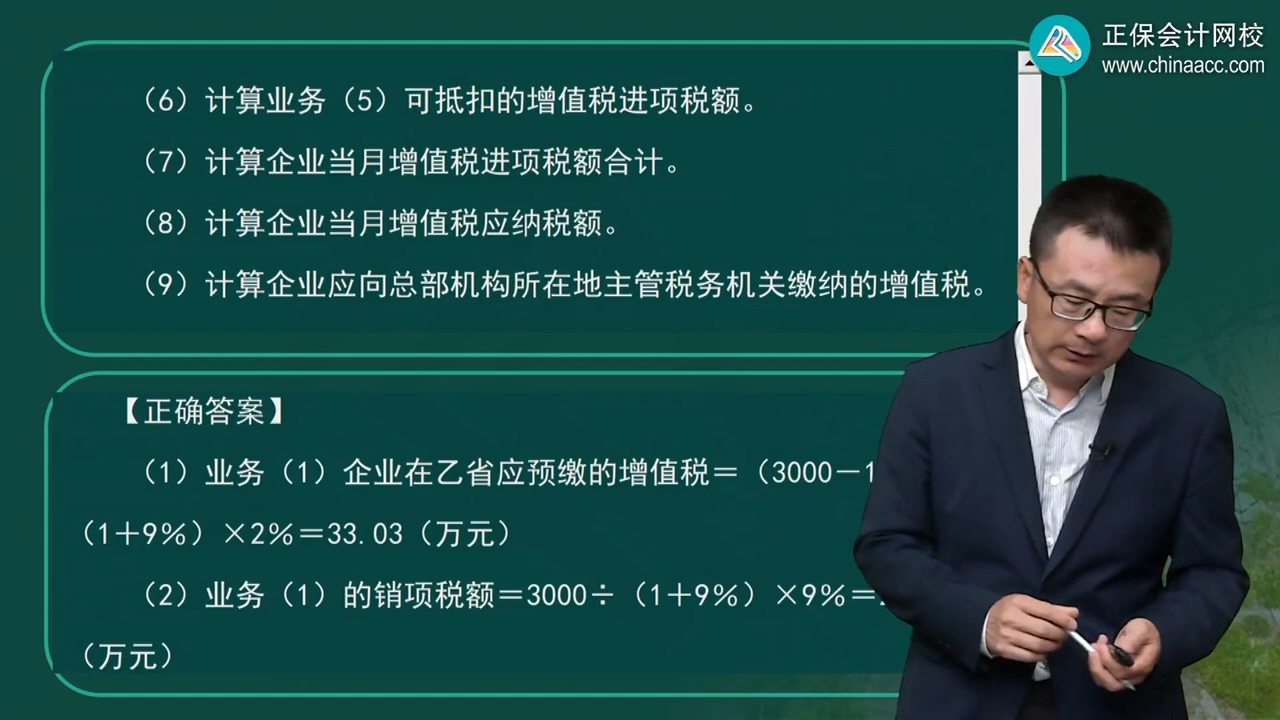 正保会计网校
www.chinaacc.com
（6）计算业务（5）可抵扣的增值税进项税额。
（7）计算企业当月增值税进项税额合计。
（8）计算企业当月增值税应纳税额。
（9）计算企业应向总部机构所在地主管税务机关缴纳的增值税。
【正确答案】
（1）业务（1）企业在乙省应预缴的增值税＝（3000－1
（1＋9%）×2%＝33.03（万元）
（2）业务（1）的销项税额＝3000÷（1＋9%）×9%＝
（万元）